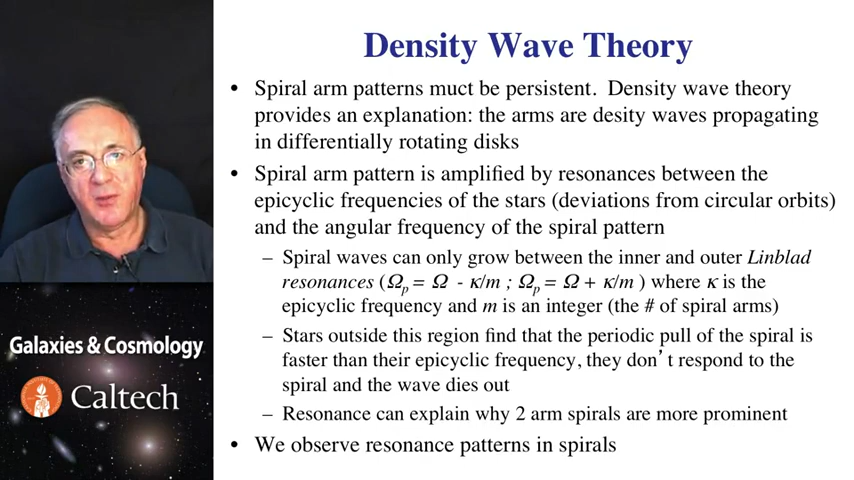 Density Wave Theory
• Spiral arm patterns muct be persistent.  Density wave theory
provides an explanation: the arms are desity waves propagating
in differentially rotating disks
• Spiral arm pattern is amplified by resonances between the
epicyclic frequencies of the stars (deviations from circular orbits)
and the angular frequency of the spiral pattern
– Spiral waves can only grow between the inner and outer Linblad
resonances (Ωp = Ω - κ/m ; Ωp = Ω + κ/m ) where κ is the
epicyclic frequency and m is an integer (the # of spiral arms)
– Stars outside this region find that the periodic pull of the spiral is
faster than their epicyclic frequency, they don’t respond to the
spiral and the wave dies out
– Resonance can explain why 2 arm spirals are more prominent
• We observe resonance patterns in spirals
Galaxies & Cosmology
Caltech